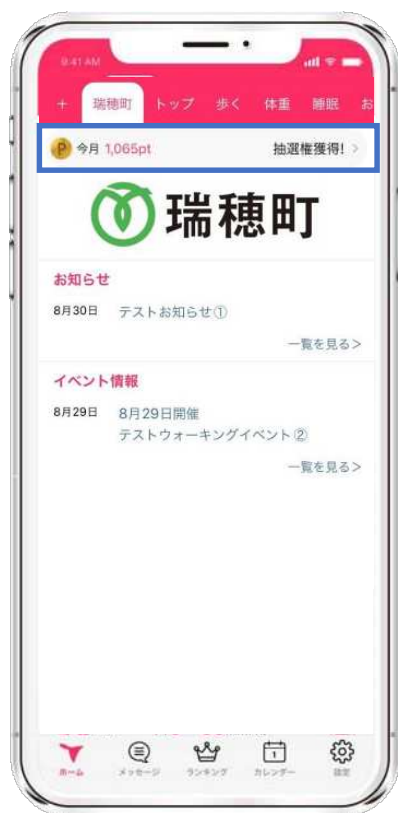 9:41 AM
+ 瑞穂町 トップ 歩く 体重 睡眠 お
P 今月 1,065pt 抽選権獲得! >
瑞穂町
お知らせ
8月30日 テストお知らせ①
一覧を見る>
イベント情報
8月29日 8月29日開催
テストウォーキングイベント②
一覧を見る>
1
ホーム メッセージ ランキング カレンダー 設定